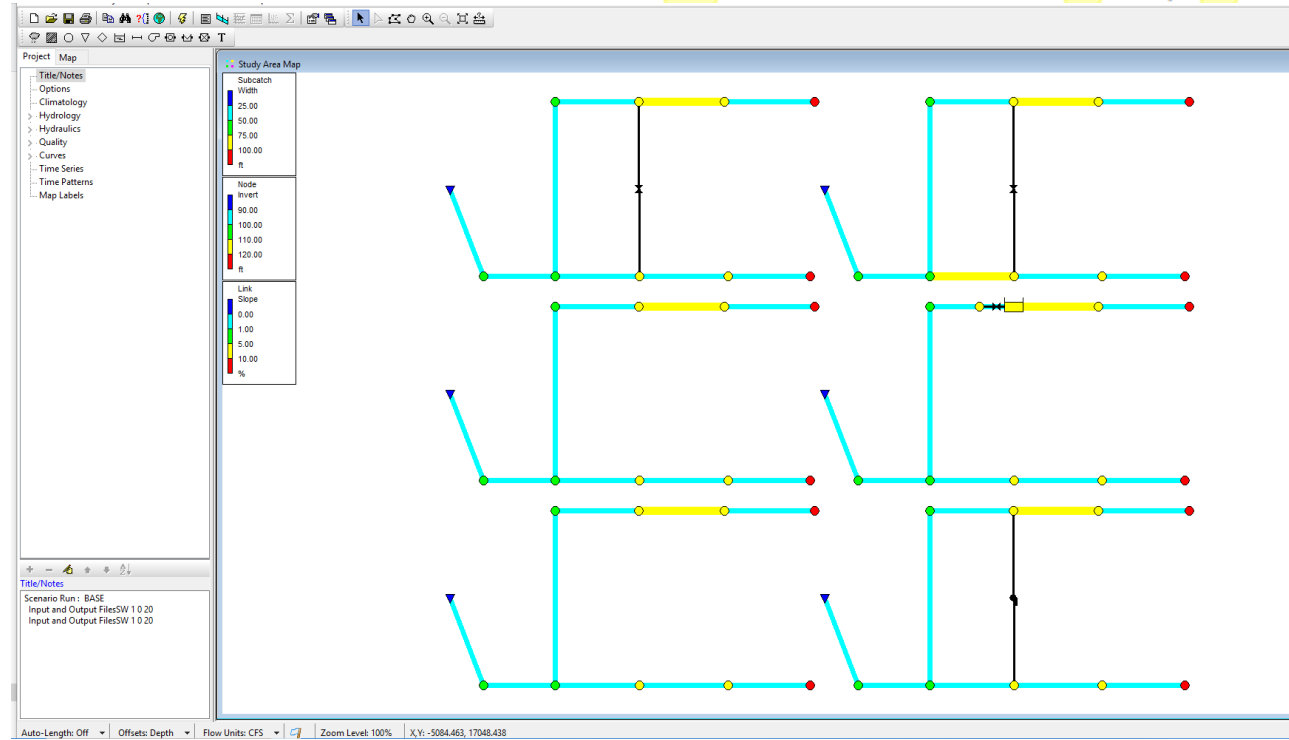 T
Project Map
Title/Notes
Options
Climatology
Hydrology
Hydraulics
Quality
Curves
Time Series
Time Patterns
Map Labels
Study Area Map
Subcatch
Width
25.00
50.00
75.00
100.00
ft
Node
Invert
90.00
100.00
110.00
120.00
ft
Link
Slope
0.00
1.00
5.00
10.00
%
Title/Notes
Scenario Run : BASE
Input and Output FilesSW 1 0 20
Input and Output FilesSW 1 0 20
Auto-Length: Off Offsets: Depth Flow Units: CFS Zoom Level: 100% X,Y: -5084.463, 17048.438